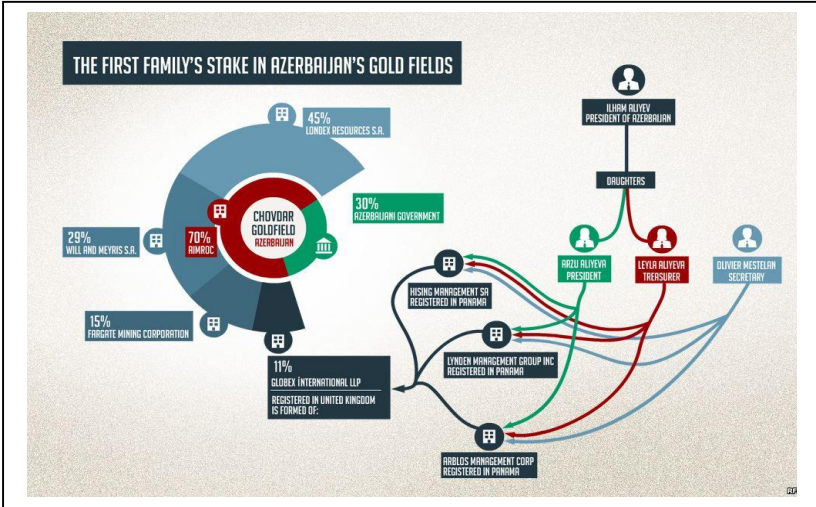 THE FIRST FAMILY'S STAKE IN AZERBAIJAN'S GOLD FIELDS
45%
LONDEX RESOURCES S.A.
29%
WILL AND MEYRIS S.A.
70%
AIMROC
CHOVDAR
GOLDFIELD
AZERBAIJAN
30%
AZERBAIJANI GOVERNMENT
15%
FARGATE MINING CORPORATION
11%
GLOBEX İNTERNATIONAL LLP
REGISTERED IN UNITED KINGDOM
IS FORMED OF:
ILHAM ALIYEV
PRESIDENT OF AZERBAIJAN
DAUGHTERS
ARZU ALIYEVA
PRESIDENT
LEYLA ALIYEVA
TREASURER
OLIVIER MESTELAN
SECRETARY
HISING MANAGEMENT SA
REGISTERED IN PANAMA
LYNDEN MANAGEMENT GROUP INC
REGISTERED IN PANAMA
ARBLOS MANAGEMENT CORP
REGISTERED IN PANAMA